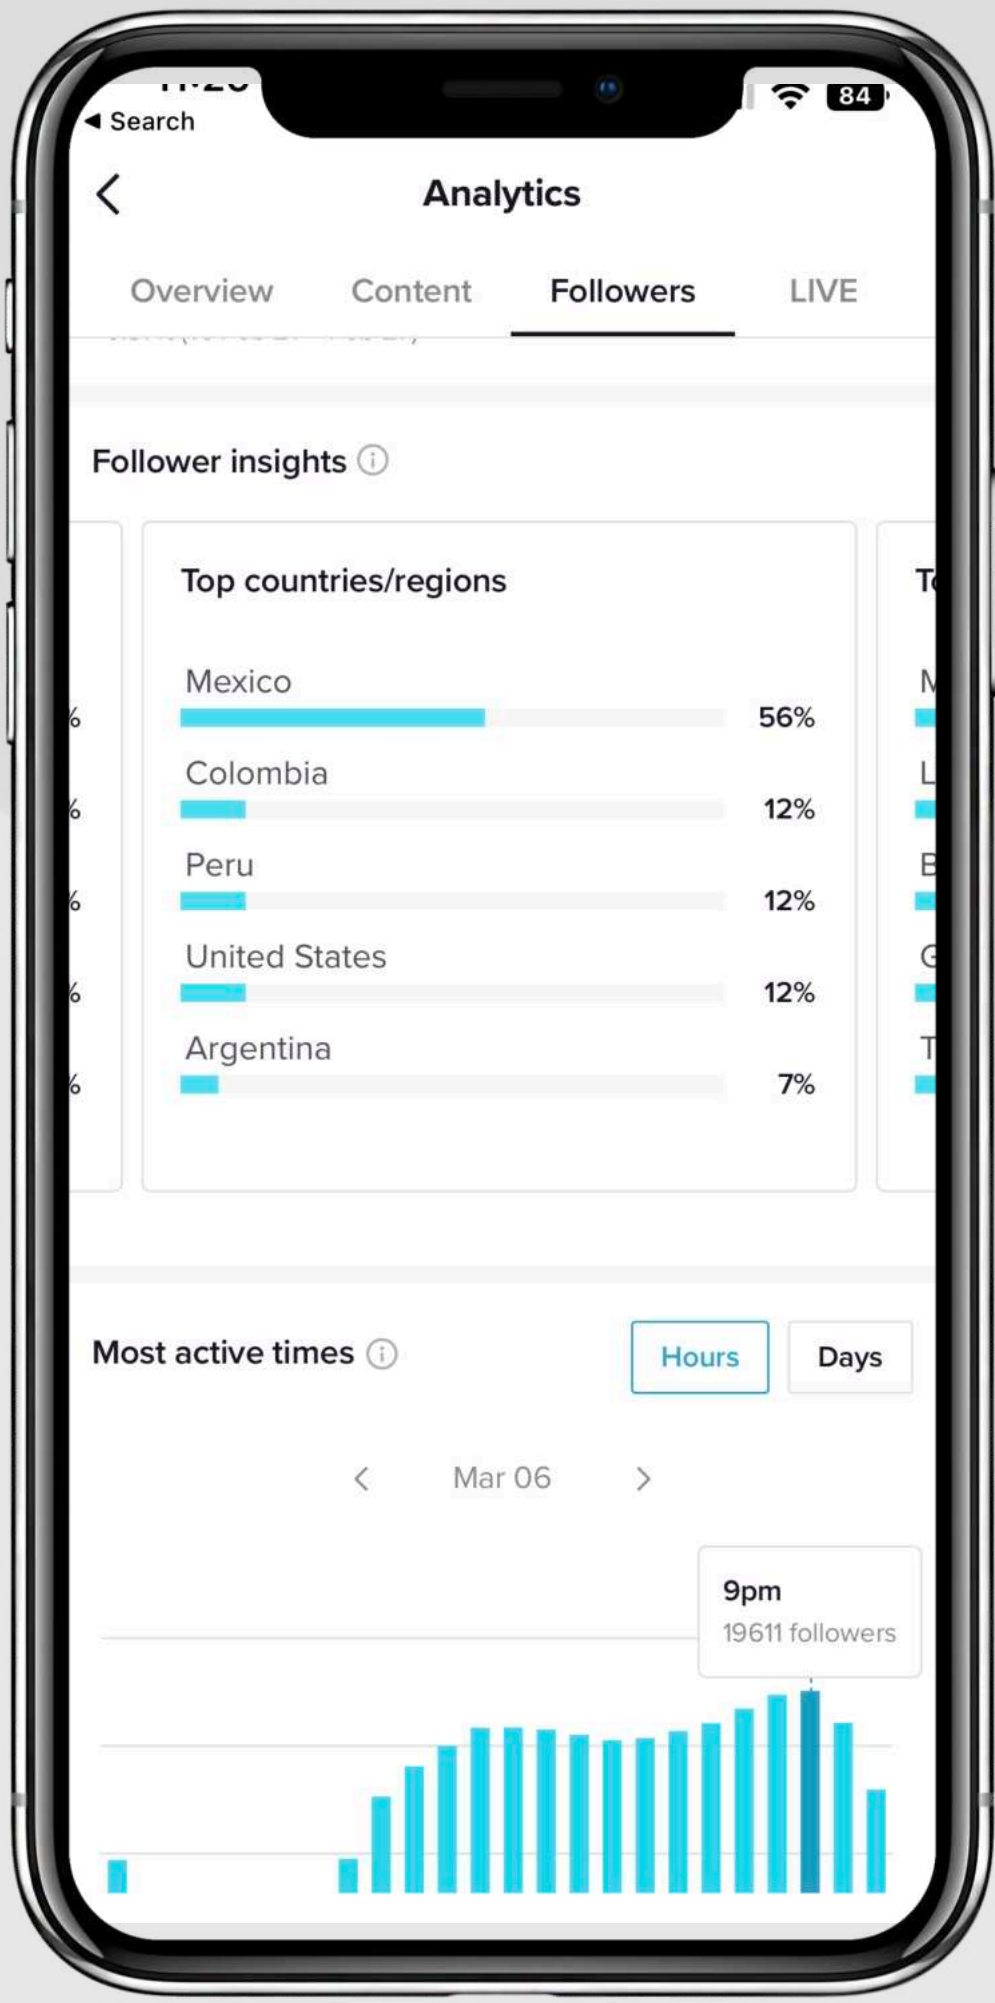 Search
84
Analytics
Overview Content Followers LIVE
Follower insights
Top countries/regions
Mexico
56%
Colombia
12%
Peru
12%
United States
12%
Argentina
7%
Most active times
Hours Days
Mar 06
9pm
19611 followers